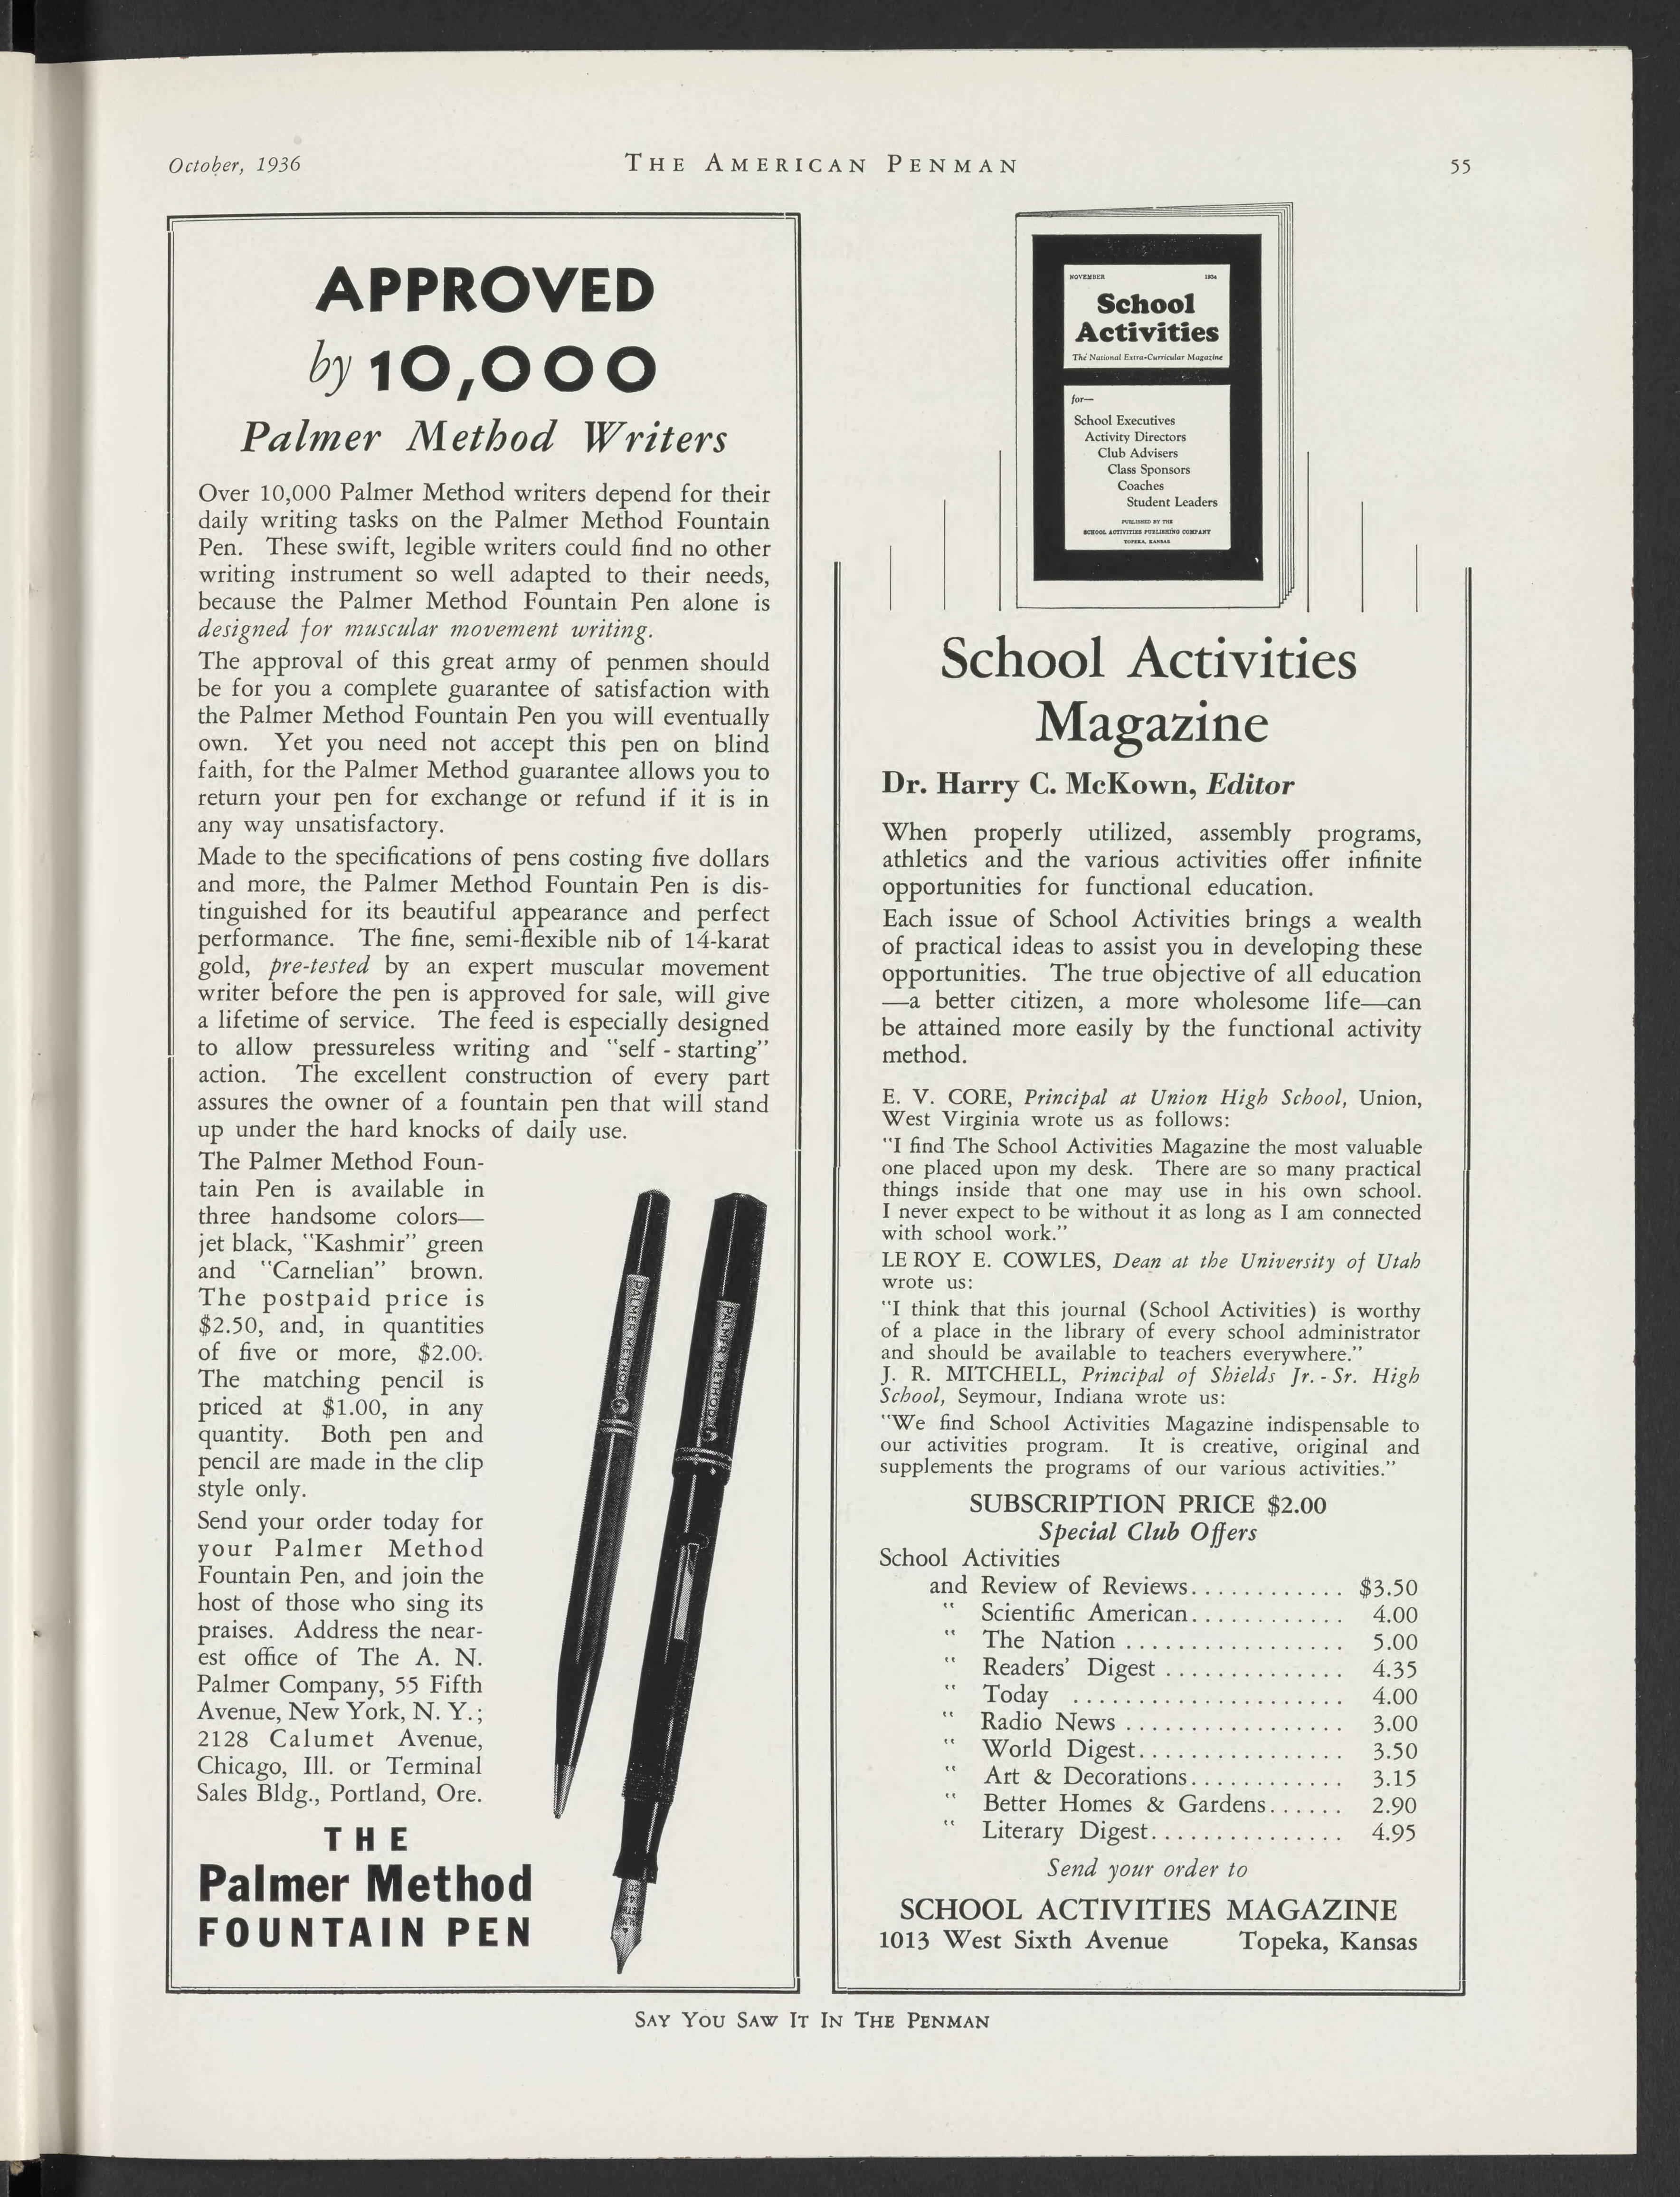 October, 1936
THE AMERICAN PENMAN
55
APPROVED
by 10,000
Palmer Method Writers
Over 10,000 Palmer Method writers depend for their
daily writing tasks on the Palmer Method Fountain
Pen. These swift, legible writers could find no other
writing instrument so well adapted to their needs,
because the Palmer Method Fountain Pen alone is
designed for muscular movement writing.
The approval of this great army of penmen should
be for you a complete guarantee of satisfaction with
the Palmer Method Fountain Pen you will eventually
own. Yet you need not accept this pen on blind
faith, for the Palmer Method guarantee allows you to
return your pen for exchange or refund if it is in
any way unsatisfactory.
Made to the specifications of pens costing five dollars
and more, the Palmer Method Fountain Pen is dis-
tinguished for its beautiful appearance and perfect
performance. The fine, semi-flexible nib of 14-karat
gold, pre-tested by an expert muscular movement
writer before the pen is approved for sale, will give
a lifetime of service. The feed is especially designed
to allow pressureless writing and "self - starting"
action. The excellent construction of every part
assures the owner of a fountain pen that will stand
up under the hard knocks of daily use.
The Palmer Method Foun-
tain Pen is available in
three handsome colors—
jet black, "Kashmir" green
and "Carnelian" brown.
The postpaid price is
$2.50, and, in quantities
of five or more, $2.00.
The matching pencil is
priced at $1.00, in any
quantity. Both pen and
pencil are made in the clip
style only.
Send your order today for
your Palmer Method
Fountain Pen, and join the
host of those who sing its
praises. Address the near-
est office of The A. N.
Palmer Company, 55 Fifth
Avenue, New York, N. Y.;
2128 Calumet Avenue,
Chicago, Ill. or Terminal
Sales Bldg., Portland, Ore.
PALMER METHOD
PALMER METHOD
THE
Palmer Method
FOUNTAIN PEN
NOVEMBER 1934
School
Activities
The National Extra-Curricular Magazine
for—
School Executives
Activity Directors
Club Advisers
Class Sponsors
Coaches
Student Leaders
PUBLISHED BY THE
SCHOOL ACTIVITIES PUBLISHING COMPANY
TOPEKA, KANSAS
School Activities
Magazine
Dr. Harry C. McKown, Editor
When properly utilized, assembly programs,
athletics and the various activities offer infinite
opportunities for functional education.
Each issue of School Activities brings a wealth
of practical ideas to assist you in developing these
opportunities. The true objective of all education
—a better citizen, a more wholesome life—can
be attained more easily by the functional activity
method.
E. V. CORE, Principal at Union High School, Union,
West Virginia wrote us as follows:
"I find The School Activities Magazine the most valuable
one placed upon my desk. There are so many practical
things inside that one may use in his own school.
I never expect to be without it as long as I am connected
with school work."
LE ROY E. COWLES, Dean at the University of Utah
wrote us:
"I think that this journal (School Activities) is worthy
of a place in the library of every school administrator
and should be available to teachers everywhere."
J. R. MITCHELL, Principal of Shields Jr. - Sr. High
School, Seymour, Indiana wrote us:
"We find School Activities Magazine indispensable to
our activities program. It is creative, original and
supplements the programs of our various activities."
SUBSCRIPTION PRICE $2.00
Special Club Offers
School Activities
and Review of Reviews............ $3.50
" Scientific American............ 4.00
" The Nation ................. 5.00
" Readers' Digest .............. 4.35
" Today ..................... 4.00
" Radio News ................. 3.00
" World Digest................ 3.50
" Art & Decorations............ 3.15
" Better Homes & Gardens...... 2.90
" Literary Digest............... 4.95
Send your order to
SCHOOL ACTIVITIES MAGAZINE
1013 West Sixth Avenue Topeka, Kansas
SAY YOU SAW IT IN THE PENMAN